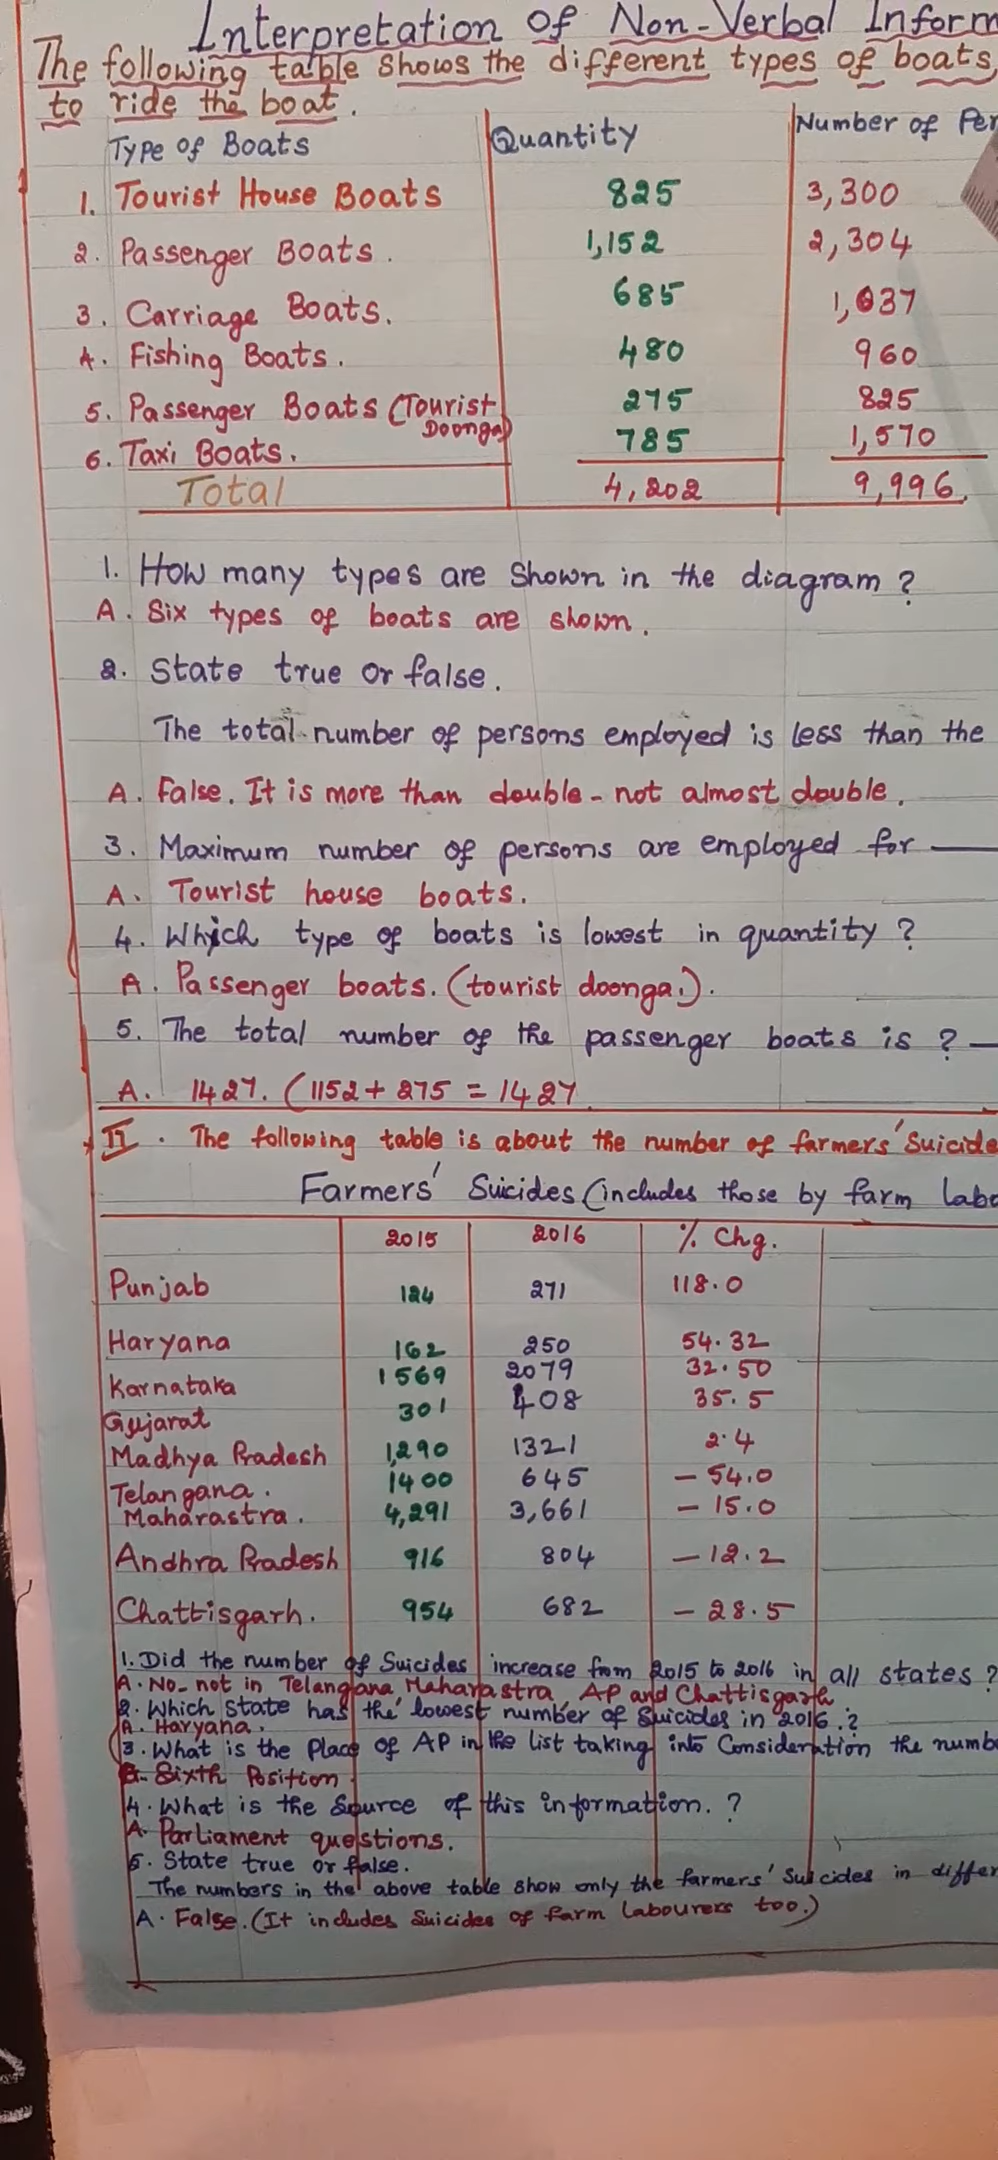 Interpretation of Non-Verbal Inform
The following table shows the different types of boats,
to ride the boat.
Type of Boats Quantity Number of Per
1. Tourist House Boats 825 3,300
2. Passenger Boats. 1,152 2,304
3. Carriage Boats. 685 1,037
4. Fishing Boats. 480 960
5. Passenger Boats (Tourist Doonga) 275 825
6. Taxi Boats. 785 1,570
Total 4,202 9,996
1. How many types are shown in the diagram?
A. Six types of boats are shown.
2. State true or false.
The total number of persons employed is less than the
A. False. It is more than double - not almost double.
3. Maximum number of persons are employed for —
A. Tourist house boats.
4. Which type of boats is lowest in quantity?
A. Passenger boats. (tourist doonga.).
5. The total number of the passenger boats is ? —
A. 1427. (1152 + 275 = 1427
II. The following table is about the number of farmers' Suicide
Farmers' Suicides (includes those by farm labo
2015 2016 % Chg.
Punjab 124 271 118.0
Haryana 162 250 54.32
Karnataka 1569 2079 32.50
Gujarat 301 408 35.5
Madhya Pradesh 1,290 1321 2.4
Telangana. 1400 645 - 54.0
Maharastra. 4,291 3,661 - 15.0
Andhra Pradesh 916 804 - 12.2
Chattisgarh. 954 682 - 28.5
1. Did the number of Suicides increase from 2015 to 2016 in all states?
A. No- not in Telangana Maharastra, AP and Chattisgarh
2. Which state has the lowest number of suicides in 2016.?
A. Haryana.
3. What is the Place of AP in the list taking into Consideration the numbe
A. Sixth Position.
4. What is the Source of this information.?
A. Parliament questions.
5. State true or false.
The numbers in the above table show only the farmers' Suicides in differ
A. False. (It includes Suicides of farm labourers too.)